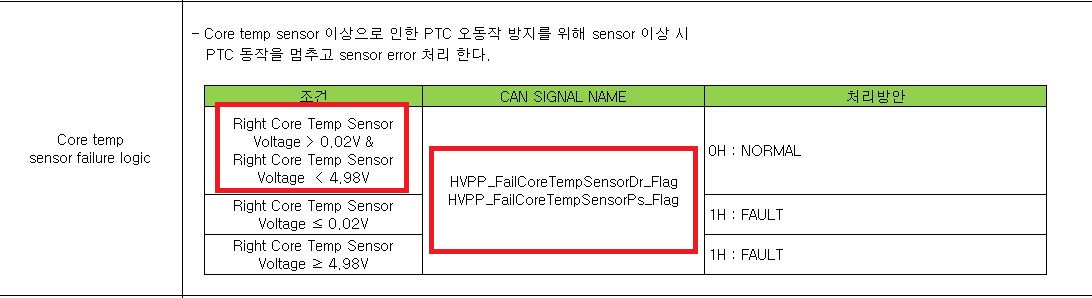 - Core temp sensor 이상으로 인한 PTC 오동작 방지를 위해 sensor 이상 시
PTC 동작을 멈추고 sensor error 처리 한다.
Core temp
sensor failure logic
조건
CAN SIGNAL NAME
처리방안
Right Core Temp Sensor
Voltage > 0.02V &
Right Core Temp Sensor
Voltage < 4.98V
HVPP_FailCoreTempSensorDr_Flag
HVPP_FailCoreTempSensorPs_Flag
0H : NORMAL
Right Core Temp Sensor
Voltage ≤ 0.02V
1H : FAULT
Right Core Temp Sensor
Voltage ≥ 4.98V
1H : FAULT